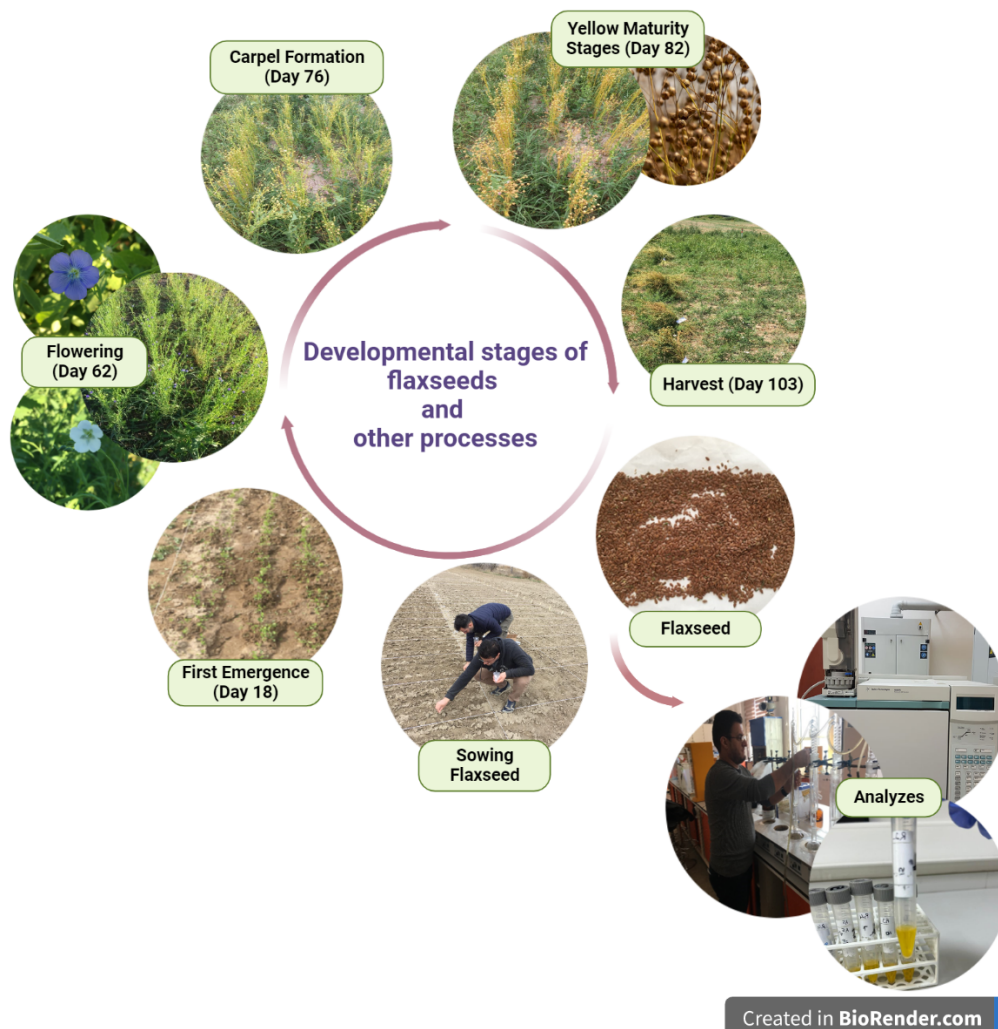 Carpel Formation
(Day 76)
Yellow Maturity
Stages (Day 82)
Flowering
(Day 62)
Developmental stages of
flaxseeds
and
other processes
Harvest (Day 103)
First Emergence
(Day 18)
Sowing
Flaxseed
Flaxseed
Analyzes
Created in BioRender.com